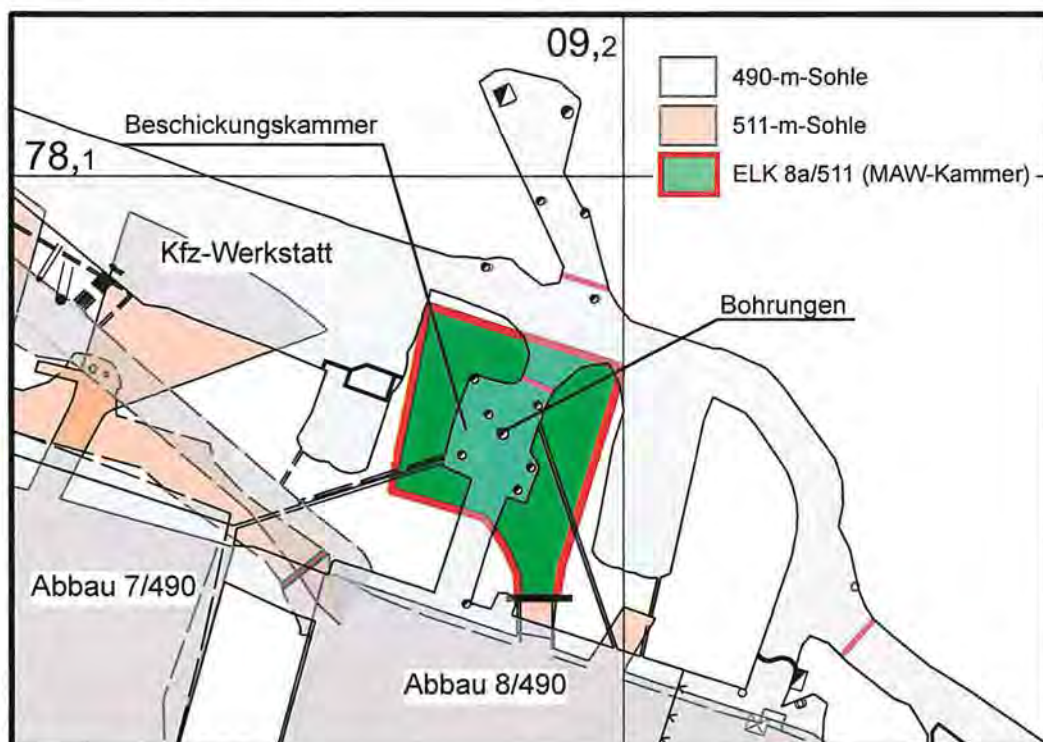 09,2
490-m-Sohle
511-m-Sohle
ELK 8a/511 (MAW-Kammer)
Beschickungskammer
78,1
Kfz-Werkstatt
Bohrungen
Abbau 7/490
Abbau 8/490